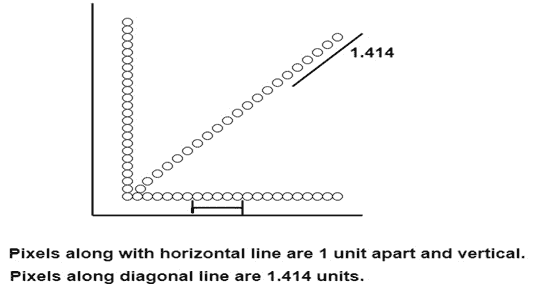 1.414
Pixels along with horizontal line are 1 unit apart and vertical.
Pixels along diagonal line are 1.414 units.